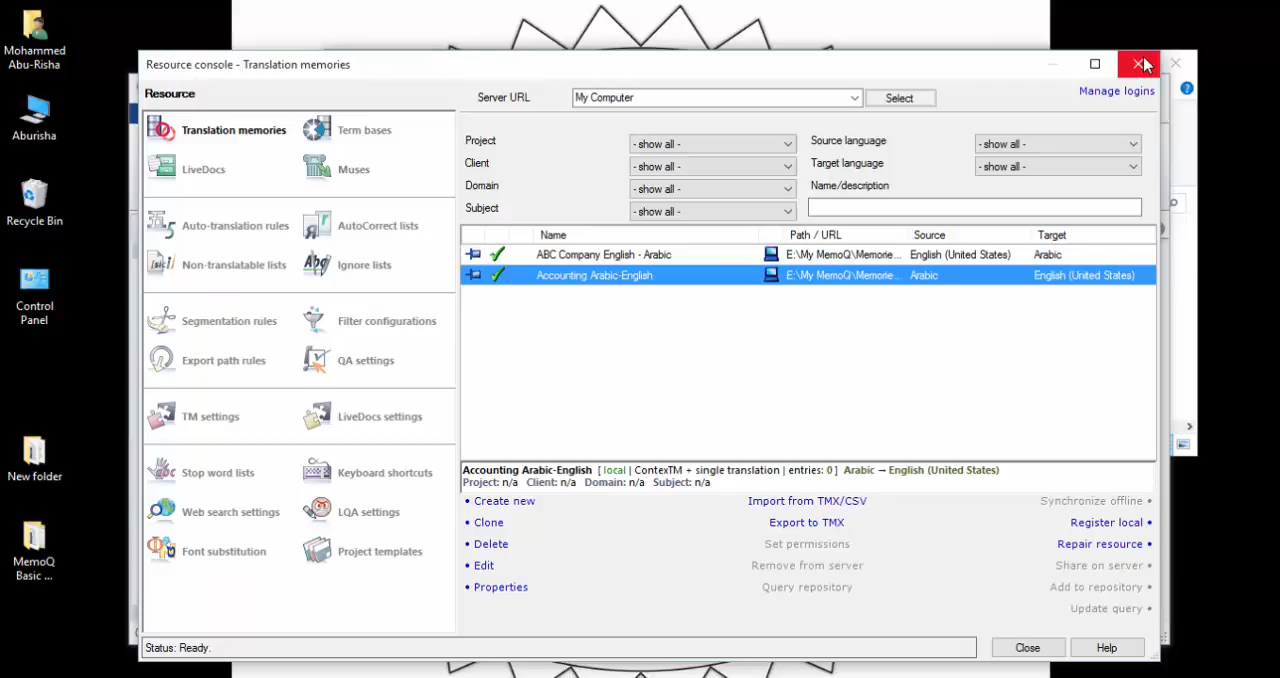 Mohammed
Abu-Risha
Aburisha
Recycle Bin
Control
Panel
New folder
MemoQ
Basic ...
Resource console - Translation memories
Resource
Server URL
My Computer
Select
Manage logins
Translation memories
Term bases
LiveDocs
Muses
Auto-translation rules
AutoCorrect lists
Non-translatable lists
Ignore lists
Segmentation rules
Filter configurations
Export path rules
QA settings
TM settings
LiveDocs settings
Stop word lists
Keyboard shortcuts
Web search settings
LQA settings
Font substitution
Project templates
Project
- show all -
Source language
- show all -
Client
- show all -
Target language
- show all -
Domain
- show all -
Name/description
Subject
- show all -
Name Path / URL Source Target
ABC Company English - Arabic E:\My MemoQ\Memorie... English (United States) Arabic
Accounting Arabic-English E:\My MemoQ\Memorie... Arabic English (United States)
Accounting Arabic-English [ local | ContexTM + single translation | entries: 0 ] Arabic → English (United States)
Project: n/a Client: n/a Domain: n/a Subject: n/a
• Create new Import from TMX/CSV Synchronize offline •
• Clone Export to TMX Register local •
• Delete Set permissions Repair resource •
• Edit Remove from server Share on server •
• Properties Query repository Add to repository •
Update query •
Status: Ready.
Close
Help